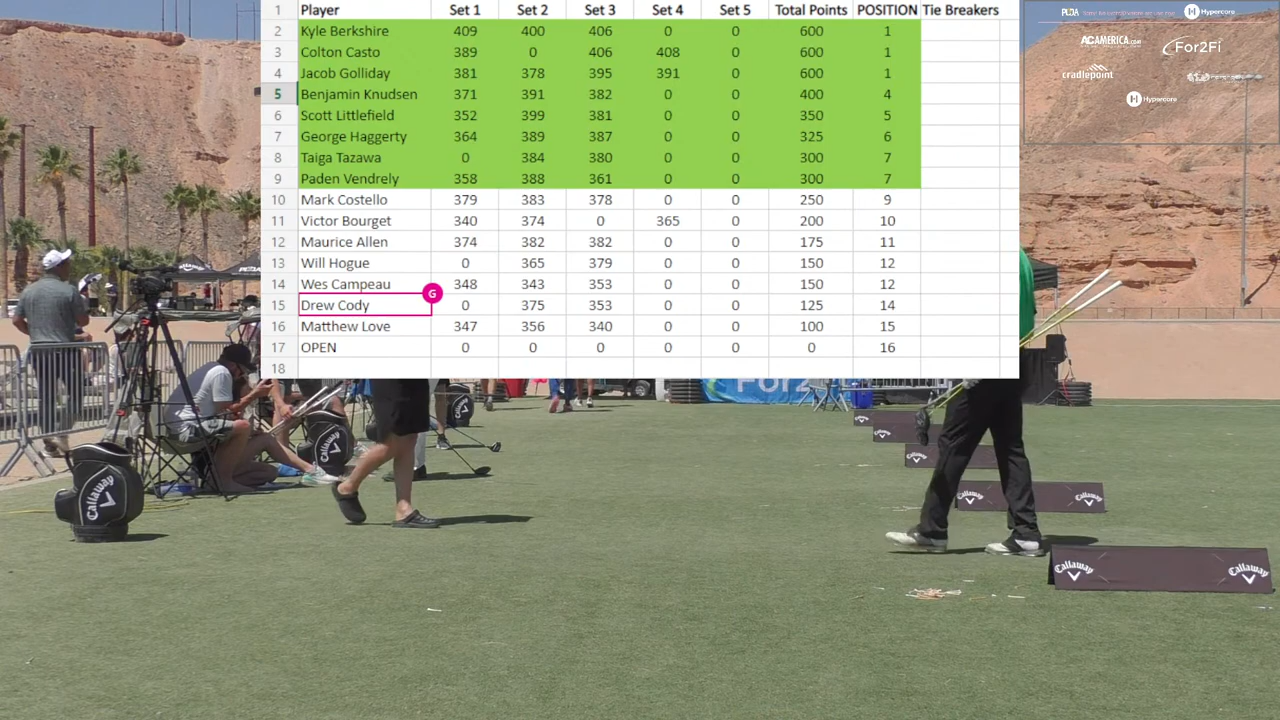 1 Player Set 1 Set 2 Set 3 Set 4 Set 5 Total Points POSITION Tie Breakers
2 Kyle Berkshire 409 400 406 0 0 600 1
3 Colton Casto 389 0 406 408 0 600 1
4 Jacob Golliday 381 378 395 391 0 600 1
5 Benjamin Knudsen 371 391 382 0 0 400 4
6 Scott Littlefield 352 399 381 0 0 350 5
7 George Haggerty 364 389 387 0 0 325 6
8 Taiga Tazawa 0 384 380 0 0 300 7
9 Paden Vendrely 358 388 361 0 0 300 7
10 Mark Costello 379 383 378 0 0 250 9
11 Victor Bourget 340 374 0 365 0 200 10
12 Maurice Allen 374 382 382 0 0 175 11
13 Will Hogue 0 365 379 0 0 150 12
14 Wes Campeau 348 343 353 0 0 150 12
G
15 Drew Cody 0 375 353 0 0 125 14
16 Matthew Love 347 356 340 0 0 100 15
17 OPEN 0 0 0 0 0 0 16
18
PLDA Hypercore
ACAMERICA.com For2Fi
cradlepoint
Hypercore
For2
Callaway
Callaway
Callaway Callaway
Callaway
Callaway Callaway